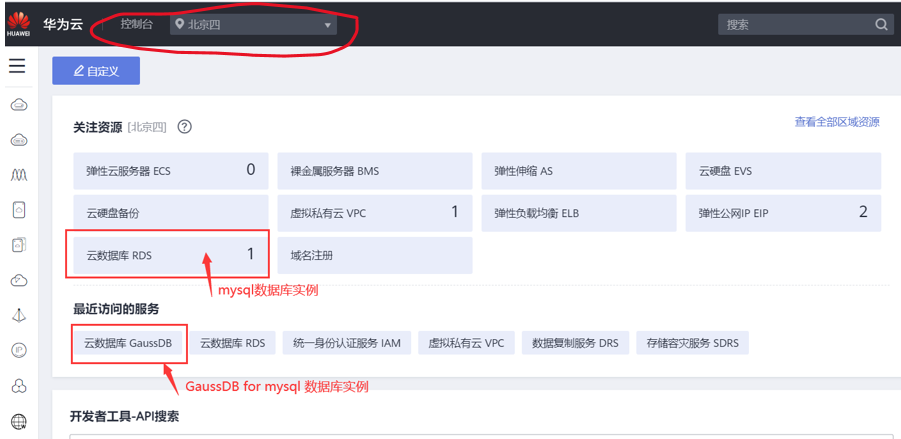 HUAWEI 华为云 控制台 北京四 搜索
自定义
关注资源 [北京四] ? 查看全部区域资源
弹性云服务器 ECS 0 裸金属服务器 BMS 弹性伸缩 AS 云硬盘 EVS
云硬盘备份 虚拟私有云 VPC 1 弹性负载均衡 ELB 弹性公网IP EIP 2
云数据库 RDS 1 域名注册
mysql数据库实例
最近访问的服务
云数据库 GaussDB 云数据库 RDS 统一身份认证服务 IAM 虚拟私有云 VPC 数据复制服务 DRS 存储容灾服务 SDRS
IP
GaussDB for mysql 数据库实例
开发者工具-API搜索